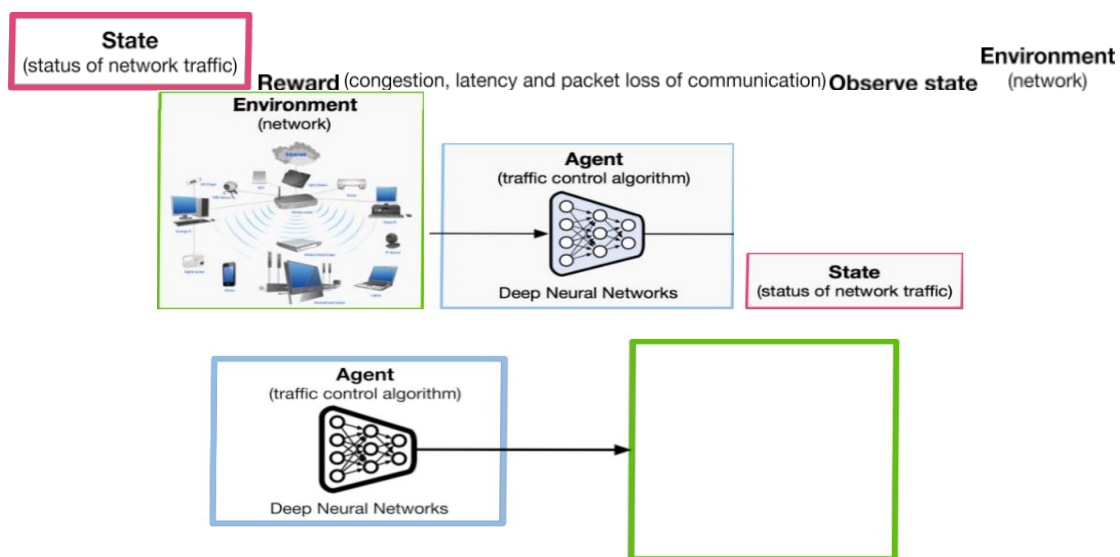 State
(status of network traffic)
Reward (congestion, latency and packet loss of communication) Observe state
Environment
(network)
Environment
(network)
Internet
Agent
(traffic control algorithm)
Deep Neural Networks
State
(status of network traffic)
Agent
(traffic control algorithm)
Deep Neural Networks